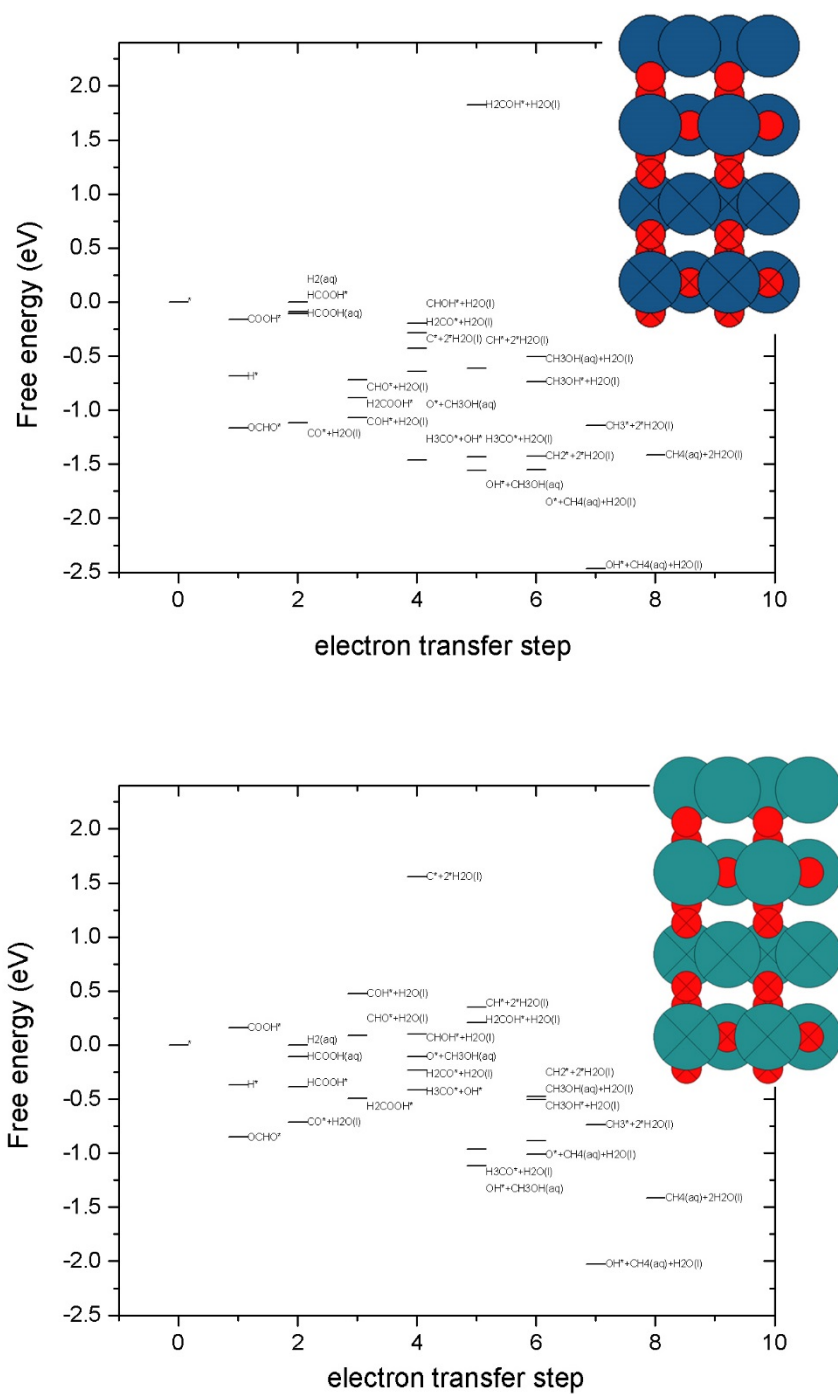 2.0
1.5
1.0
0.5
0.0
-0.5
-1.0
-1.5
-2.0
-2.5
Free energy (eV)
H2COH*+H2O(l)
H2(aq)
HCOOH*
CHOH*+H2O(l)
*
COOH*
HCOOH(aq)
H2CO*+H2O(l)
C*+2*H2O(l)
CH*+2*H2O(l)
CH3OH(aq)+H2O(l)
H*
CHO*+H2O(l)
CH3OH*+H2O(l)
H2COOH*
O*+CH3OH(aq)
OCHO*
CO*+H2O(l)
COH*+H2O(l)
CH3*+2*H2O(l)
H3CO*+OH*
H3CO*+H2O(l)
CH2*+2*H2O(l)
CH4(aq)+2H2O(l)
OH*+CH3OH(aq)
O*+CH4(aq)+H2O(l)
OH*+CH4(aq)+H2O(l)
0 2 4 6 8 10
electron transfer step
2.0
1.5
1.0
0.5
0.0
-0.5
-1.0
-1.5
-2.0
-2.5
Free energy (eV)
C*+2*H2O(l)
COH*+H2O(l)
CH*+2*H2O(l)
COOH*
CHO*+H2O(l)
H2COH*+H2O(l)
*
H2(aq)
CHOH*+H2O(l)
HCOOH(aq)
O*+CH3OH(aq)
H2CO*+H2O(l)
CH2*+2*H2O(l)
H*
HCOOH*
H3CO*+OH*
CH3OH(aq)+H2O(l)
H2COOH*
CH3OH*+H2O(l)
CO*+H2O(l)
CH3*+2*H2O(l)
OCHO*
O*+CH4(aq)+H2O(l)
H3CO*+H2O(l)
OH*+CH3OH(aq)
CH4(aq)+2H2O(l)
OH*+CH4(aq)+H2O(l)
0 2 4 6 8 10
electron transfer step